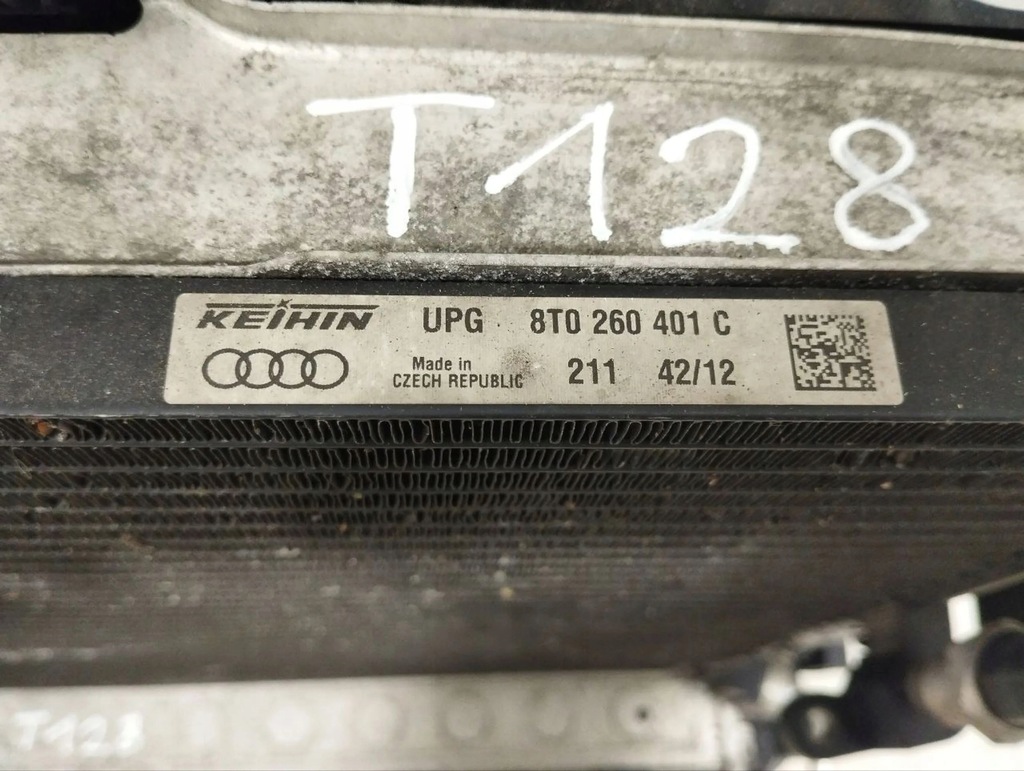 T128
KEIHIN UPG 8T0 260 401 C
Made in
CZECH REPUBLIC 211 42/12
T128